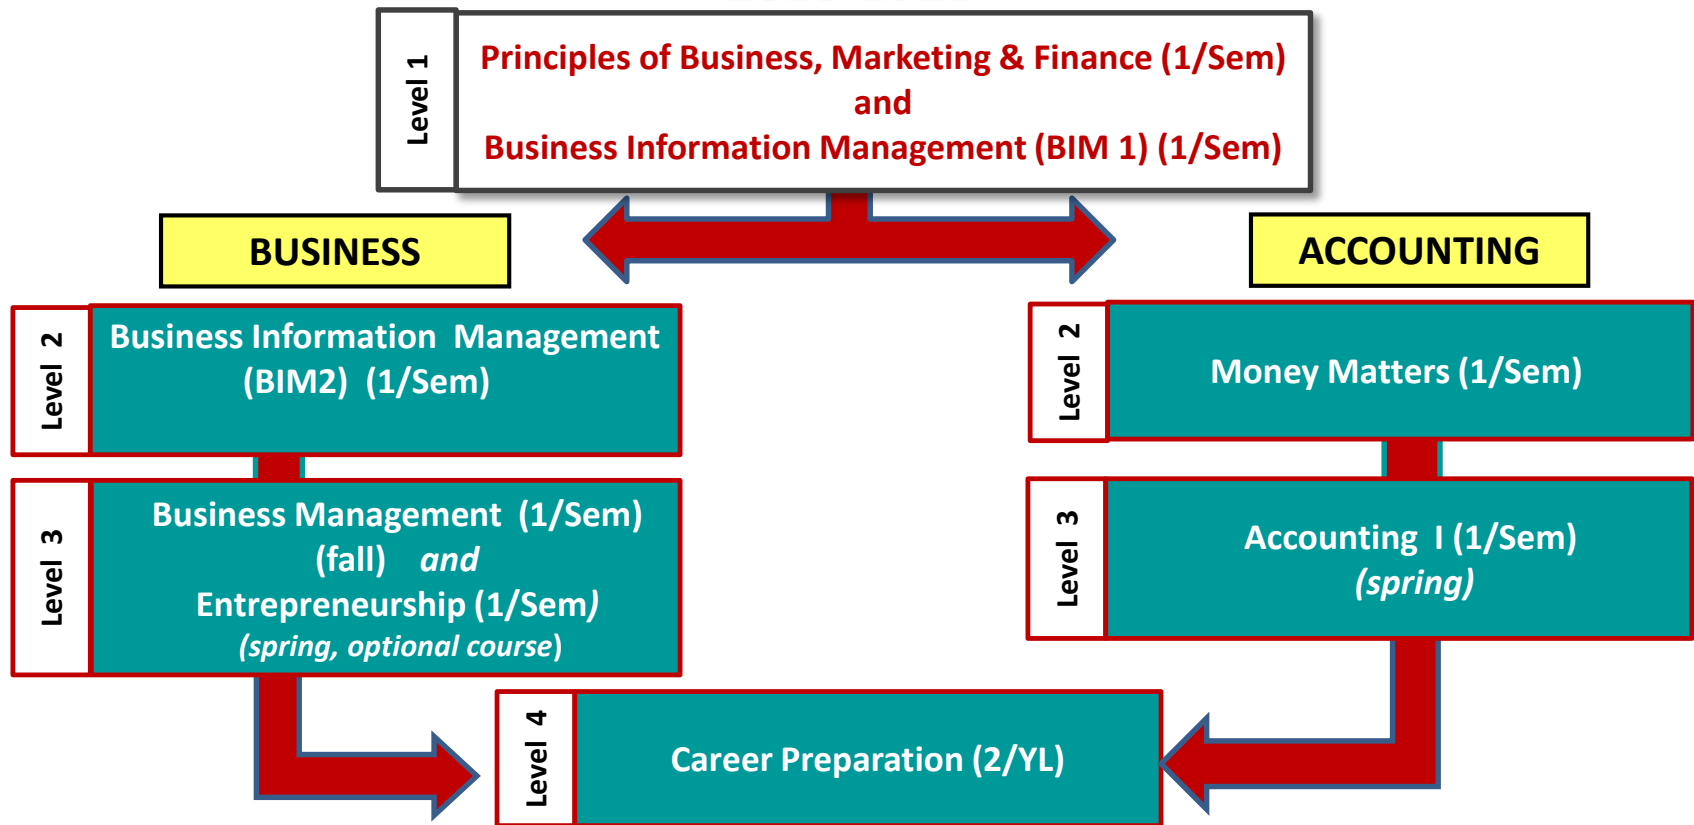 Level 1
Principles of Business, Marketing & Finance (1/Sem)
and
Business Information Management (BIM 1) (1/Sem)
BUSINESS
ACCOUNTING
Level 2
Business Information Management
(BIM2) (1/Sem)
Level 2
Money Matters (1/Sem)
Level 3
Business Management (1/Sem)
(fall) and
Entrepreneurship (1/Sem)
(spring, optional course)
Level 3
Accounting I (1/Sem)
(spring)
Level 4
Career Preparation (2/YL)